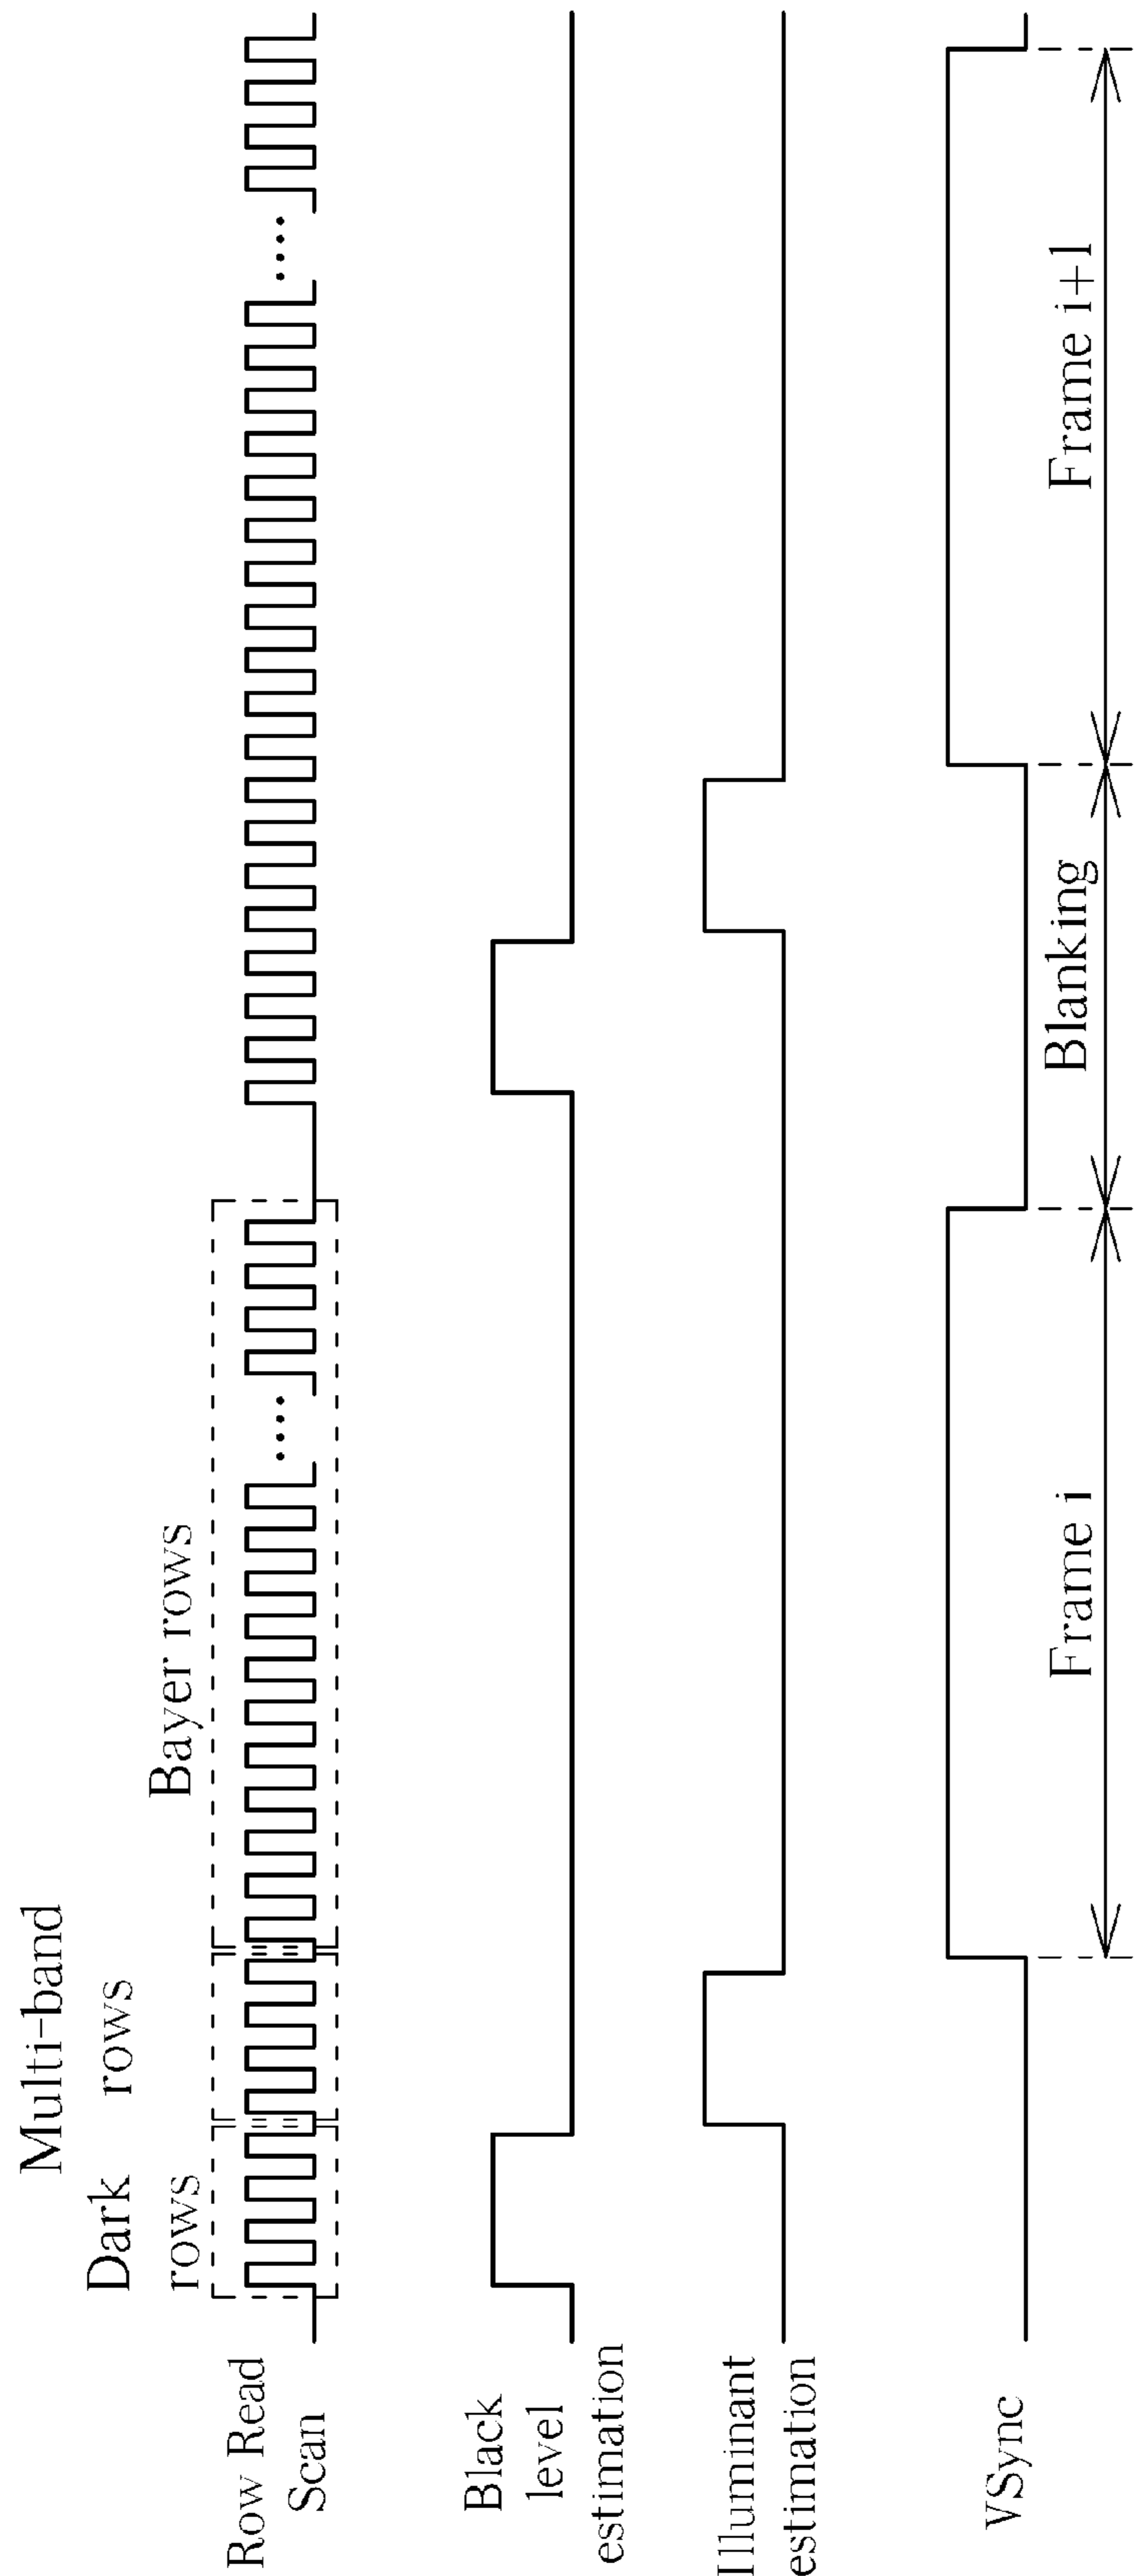 Multi-band
Dark rows
rows
Bayer rows
Row Read
Scan
Black
level
estimation
Illuminant
estimation
VSync
Frame i
Blanking
Frame i+1